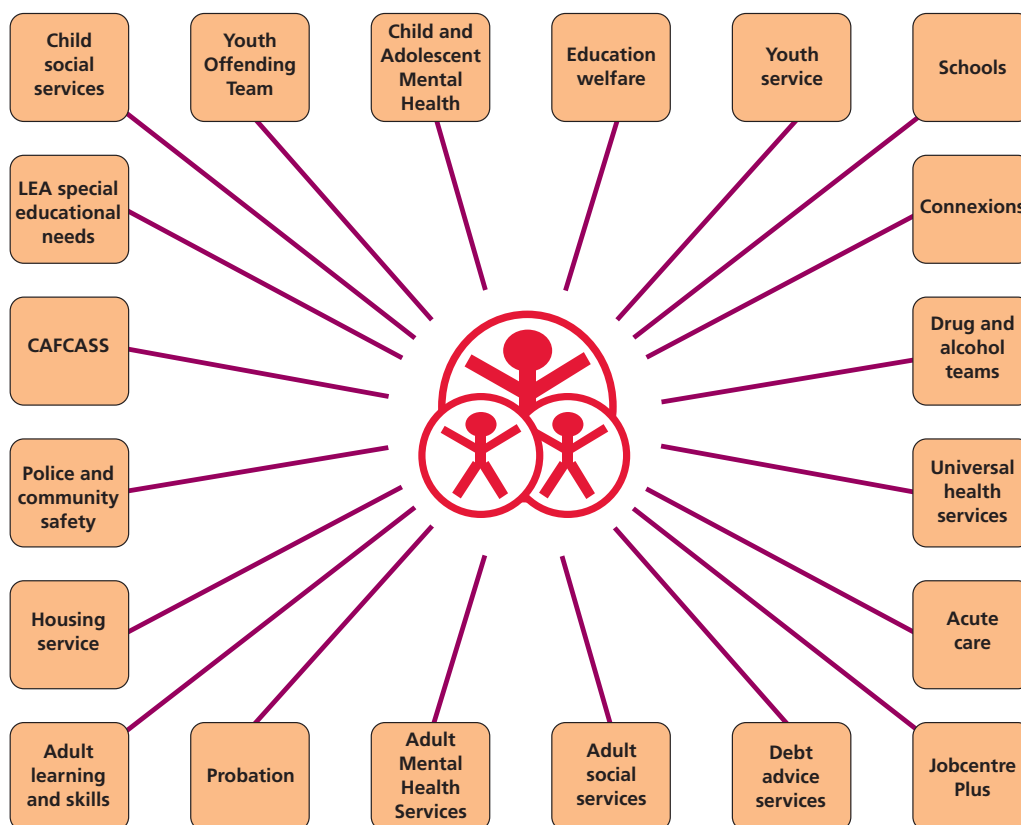 Child
social
services
Youth
Offending
Team
Child and
Adolescent
Mental
Health
Education
welfare
Youth
service
Schools
LEA special
educational
needs
Connexions
CAFCASS
Drug and
alcohol
teams
Police and
community
safety
Universal
health
services
Housing
service
Acute
care
Adult
learning
and skills
Probation
Adult
Mental
Health
Services
Adult
social
services
Debt
advice
services
Jobcentre
Plus